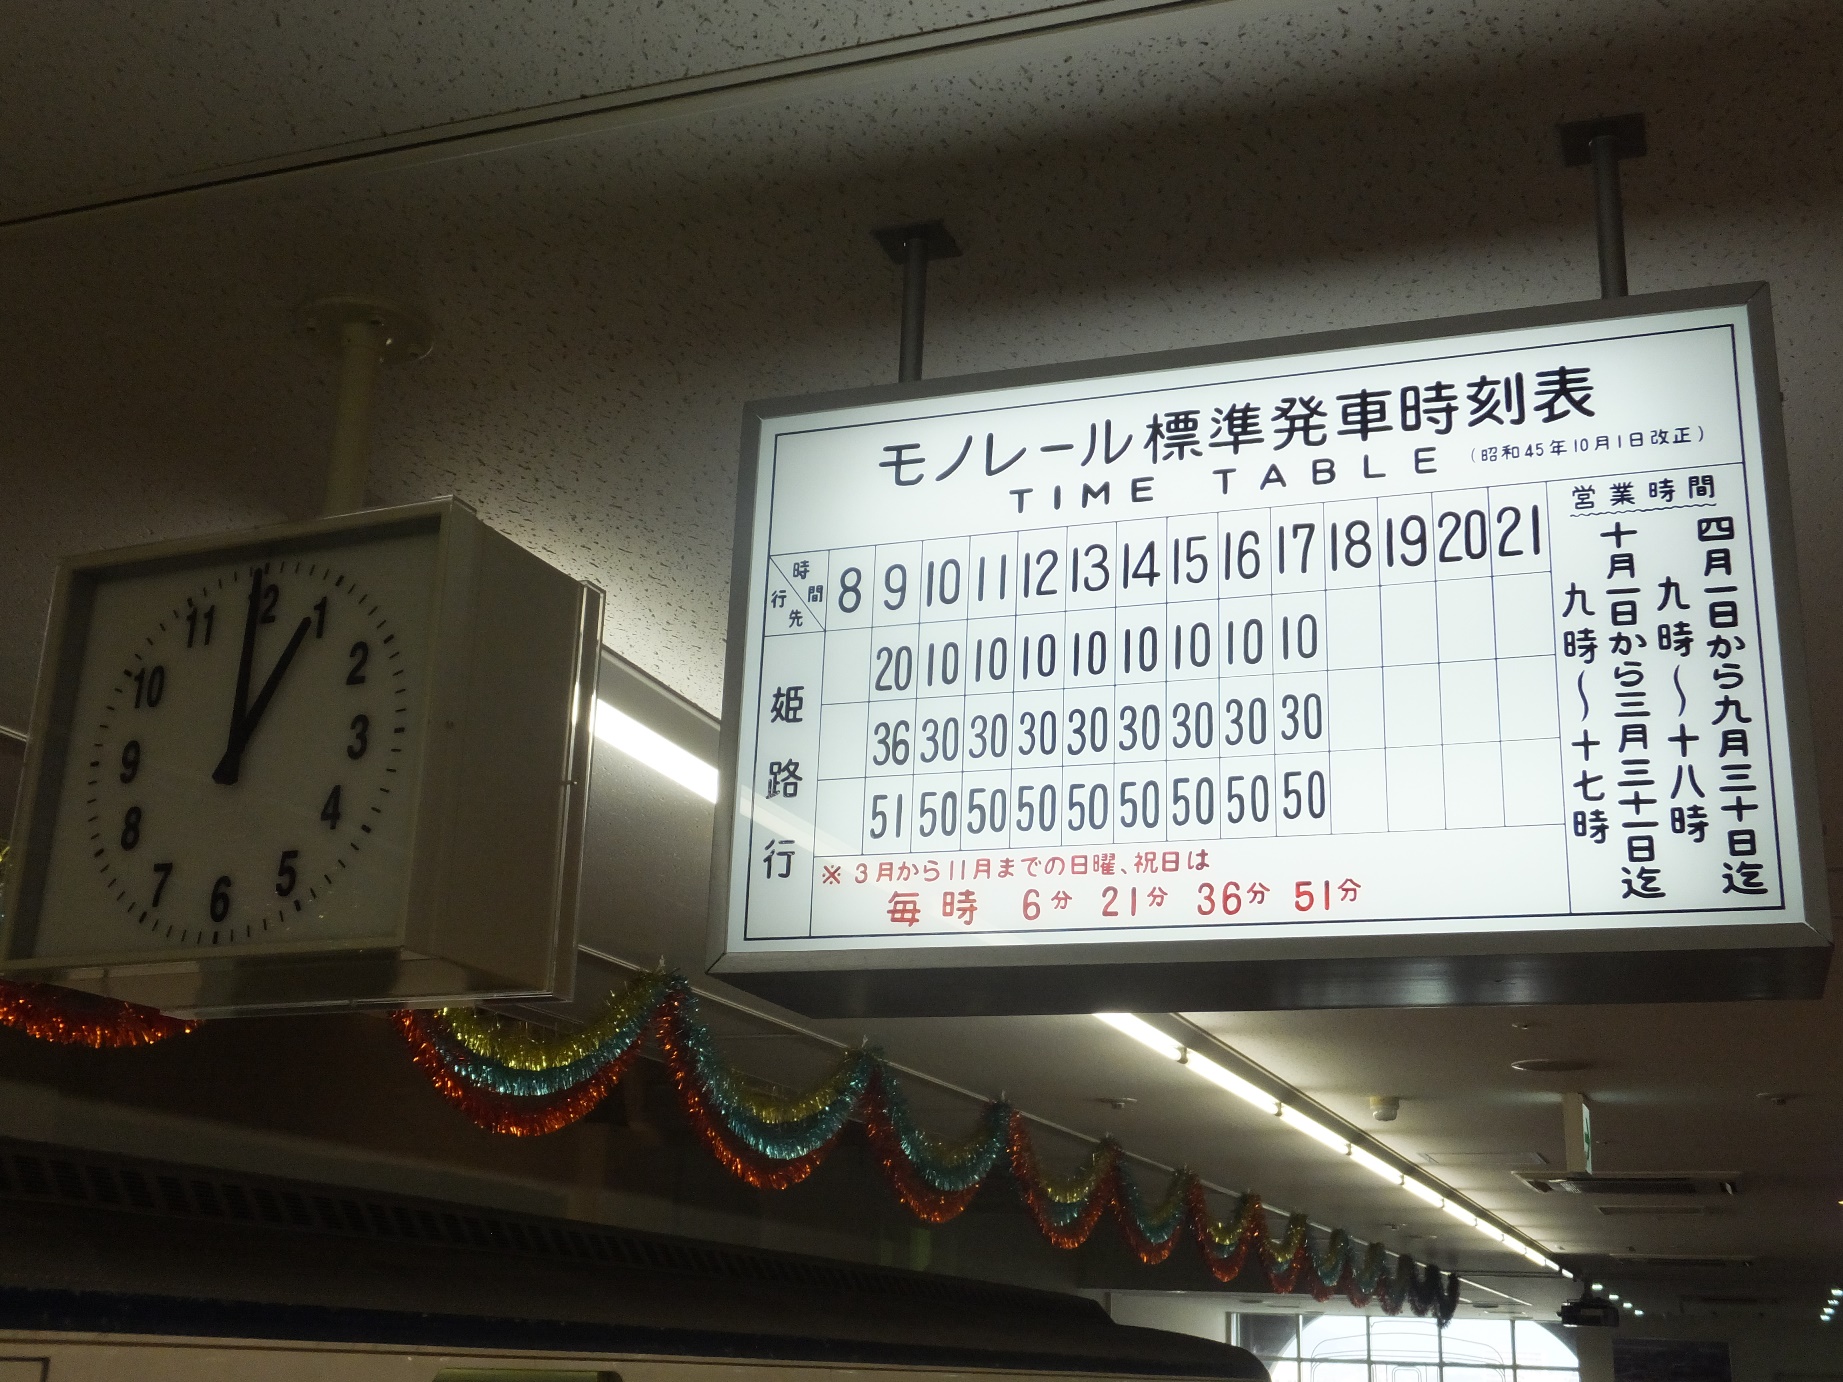 11 12 1
10 2
9 3
8 4
7 6 5
モノレール標準発車時刻表
TIME TABLE (昭和45年10月1日改正)
時間 行先 8 9 10 11 12 13 14 15 16 17 18 19 20 21
姫路行
20 10 10 10 10 10 10 10 10
36 30 30 30 30 30 30 30 30
51 50 50 50 50 50 50 50 50
※3月から11月までの日曜、祝日は
毎時 6分 21分 36分 51分
営業時間
四月一日から九月三十日迄
九時〜十八時
十月一日から三月三十一日迄
九時〜十七時